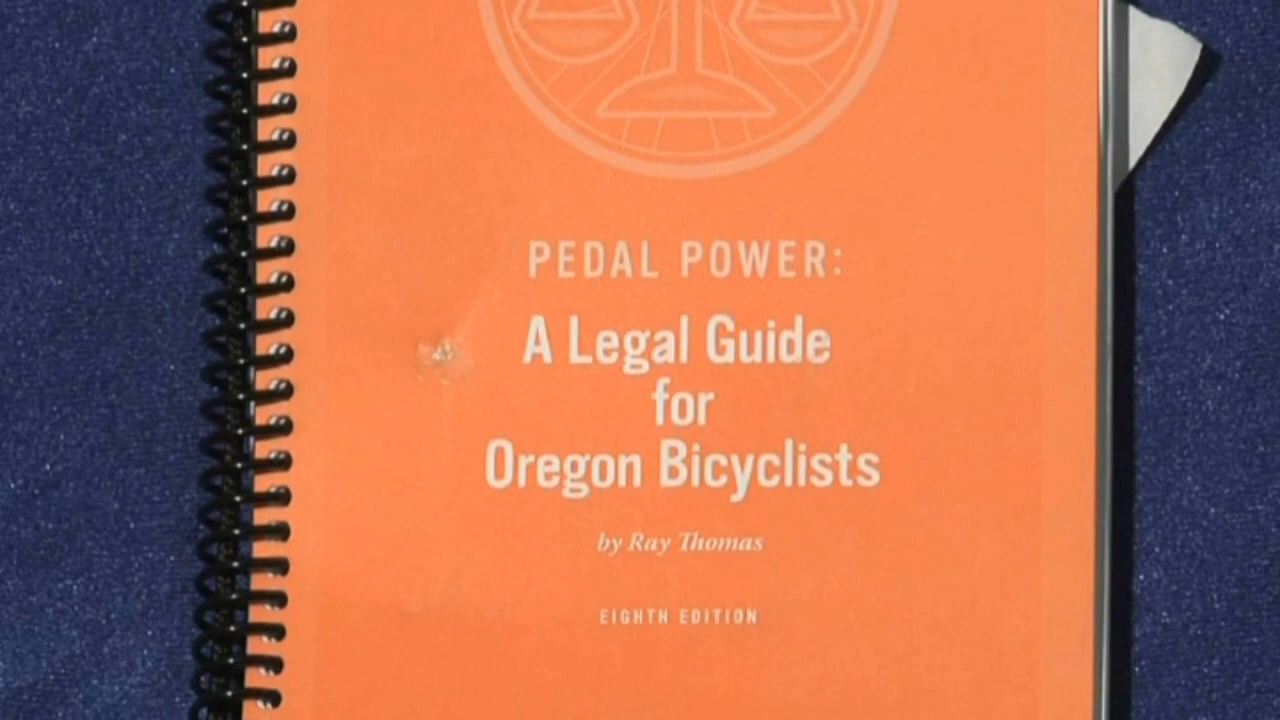 PEDAL POWER:
A Legal Guide
for
Oregon Bicyclists
by Ray Thomas
EIGHTH EDITION